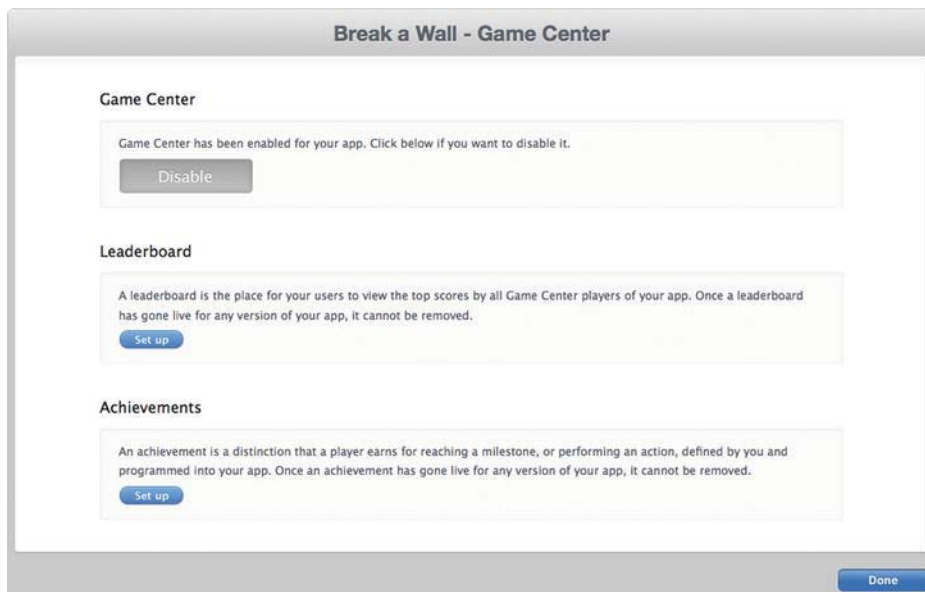 Break a Wall - Game Center
Game Center
Game Center has been enabled for your app. Click below if you want to disable it.
Disable
Leaderboard
A leaderboard is the place for your users to view the top scores by all Game Center players of your app. Once a leaderboard
has gone live for any version of your app, it cannot be removed.
Set up
Achievements
An achievement is a distinction that a player earns for reaching a milestone, or performing an action, defined by you and
programmed into your app. Once an achievement has gone live for any version of your app, it cannot be removed.
Set up
Done